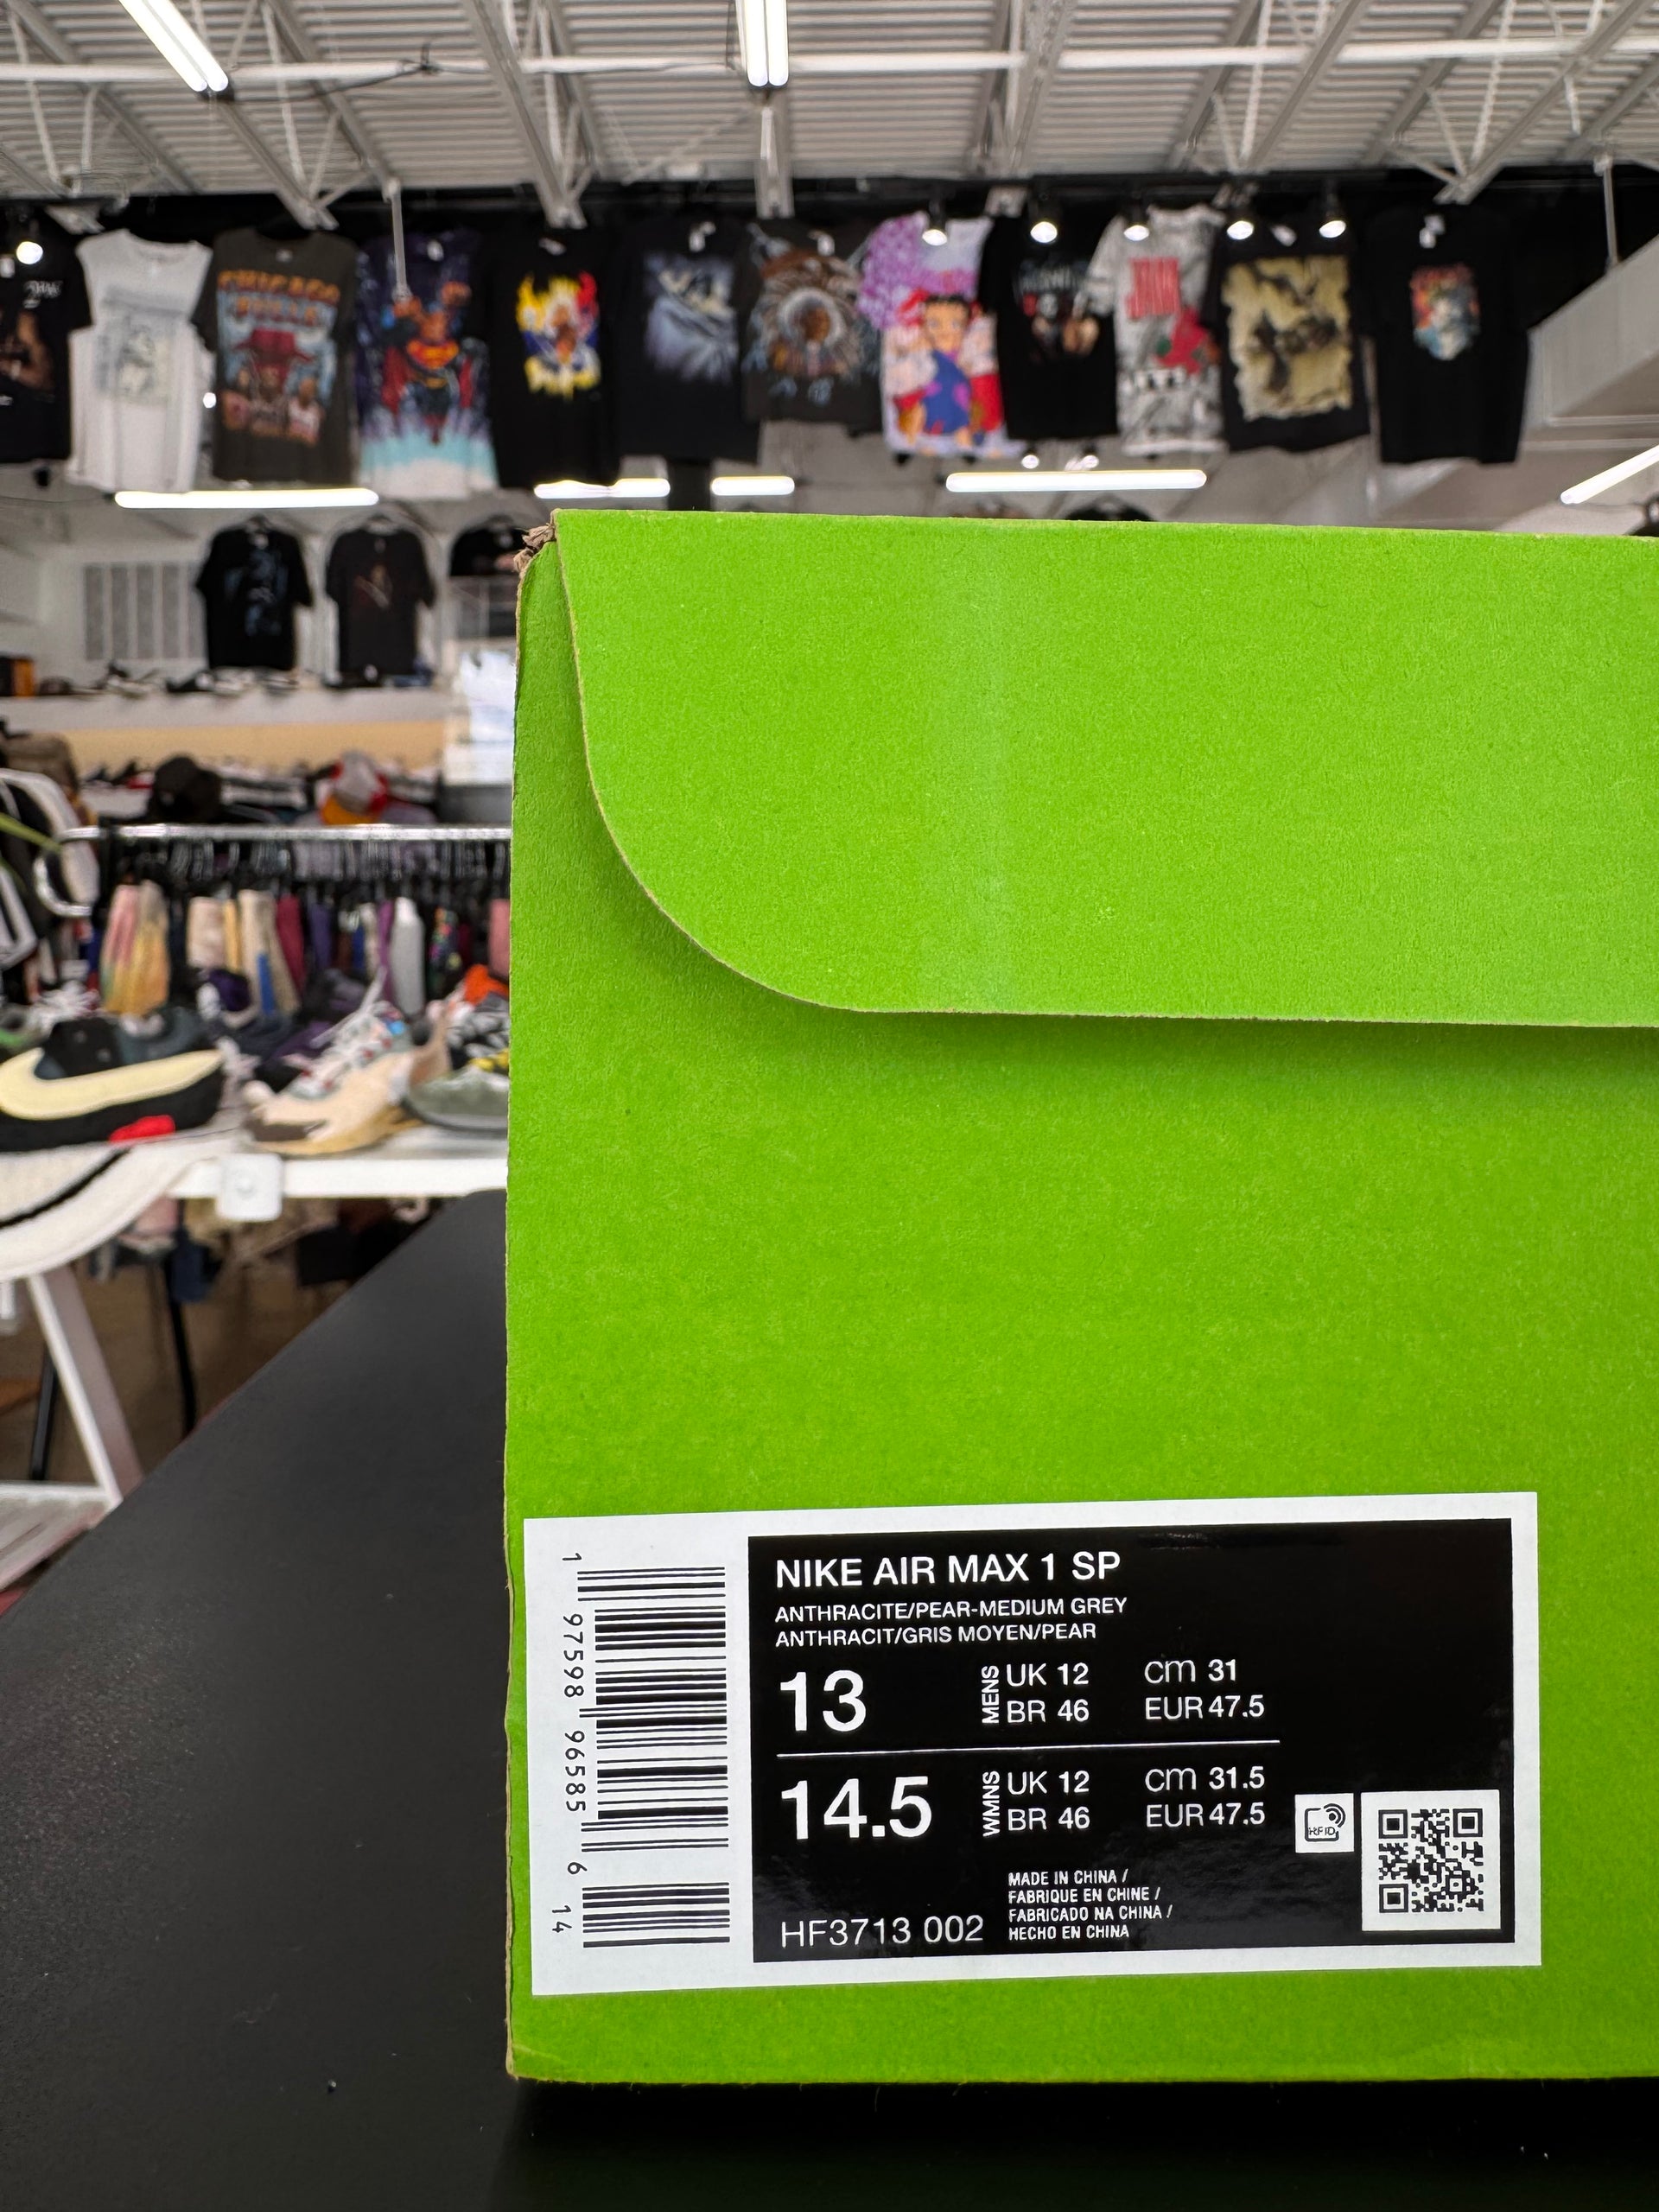 CHICAGO
BULLS
1 97598 96585 6 14
NIKE AIR MAX 1 SP
ANTHRACITE/PEAR-MEDIUM GREY
ANTHRACIT/GRIS MOYEN/PEAR
13 MENS UK 12 cm 31
BR 46 EUR 47.5
14.5 WMNS UK 12 cm 31.5
BR 46 EUR 47.5
RFID
MADE IN CHINA /
FABRIQUE EN CHINE /
FABRICADO NA CHINA /
HECHO EN CHINA
HF3713 002